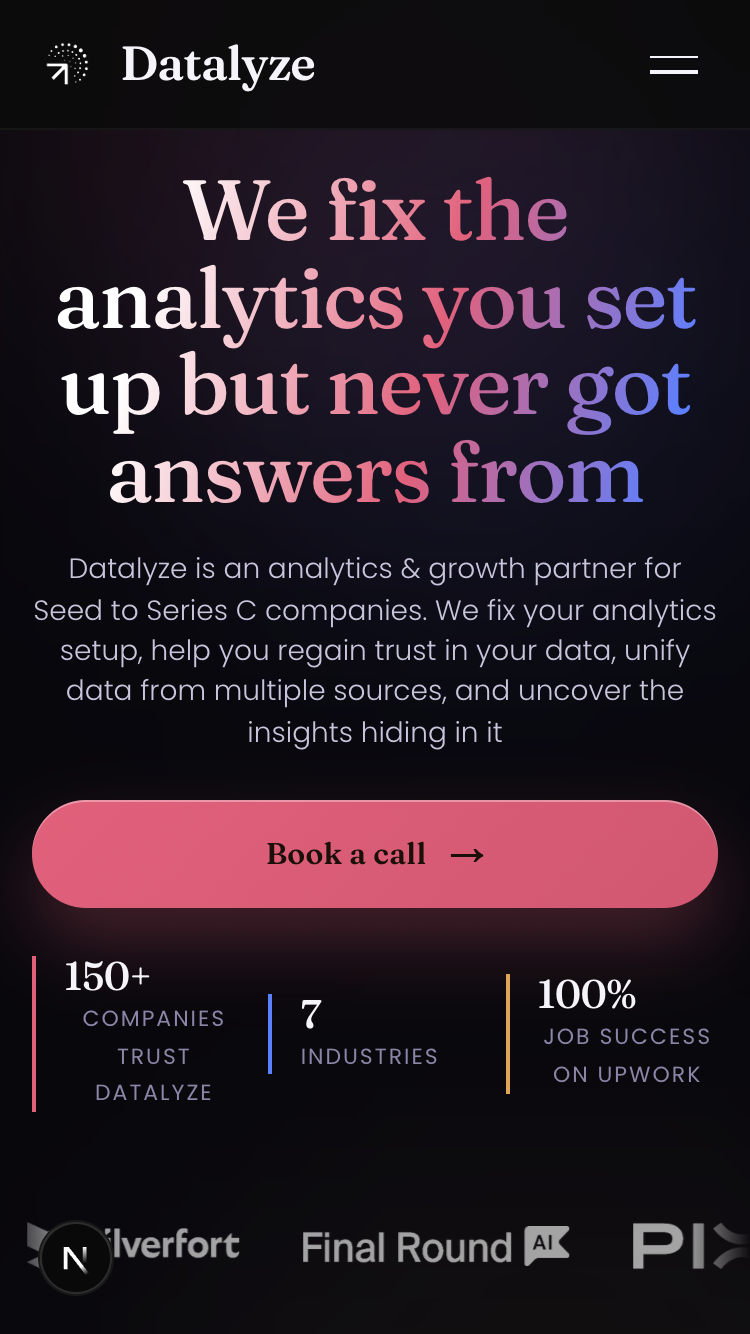 Datalyze
We fix the
analytics you set
up but never got
answers from
Datalyze is an analytics & growth partner for
Seed to Series C companies. We fix your analytics
setup, help you regain trust in your data, unify
data from multiple sources, and uncover the
insights hiding in it
Book a call →
150+
COMPANIES
TRUST
DATALYZE
7
INDUSTRIES
100%
JOB SUCCESS
ON UPWORK
ilverfort
Final Round AI
PI
N